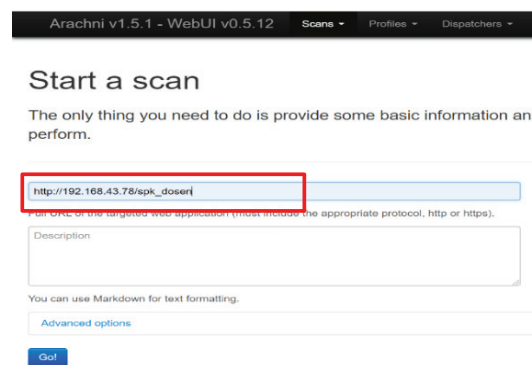 Arachni v1.5.1 - WebUI v0.5.12 Scans Profiles Dispatchers
Start a scan
The only thing you need to do is provide some basic information an
perform.
http://192.168.43.78/spk_dosen
Full URL of the targeted web application (must include the appropriate protocol, http or https).
Description
You can use Markdown for text formatting.
Advanced options
Go!